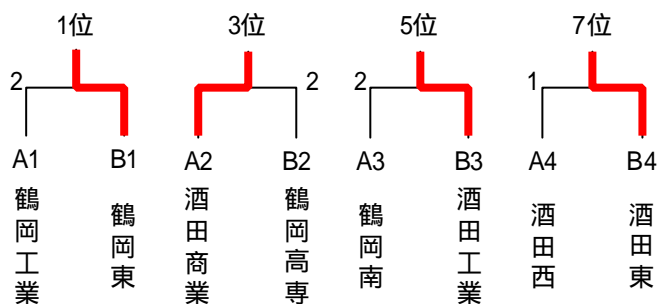 1位 3位 5位 7位
2 2 2 1
A1 B1 A2 B2 A3 B3 A4 B4
鶴岡工業
鶴岡東
酒田商業
鶴岡高専
鶴岡南
酒田工業
酒田西
酒田東